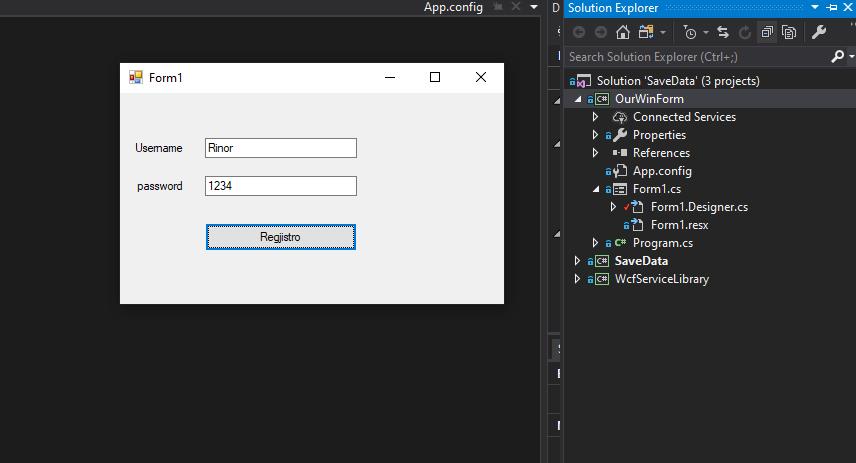 App.config
Form1
Username
Rinor
password
1234
Regjistro
D
Solution Explorer
Search Solution Explorer (Ctrl+;)
Solution 'SaveData' (3 projects)
C# OurWinForm
Connected Services
Properties
References
App.config
Form1.cs
Form1.Designer.cs
Form1.resx
C# Program.cs
C# SaveData
C# WcfServiceLibrary